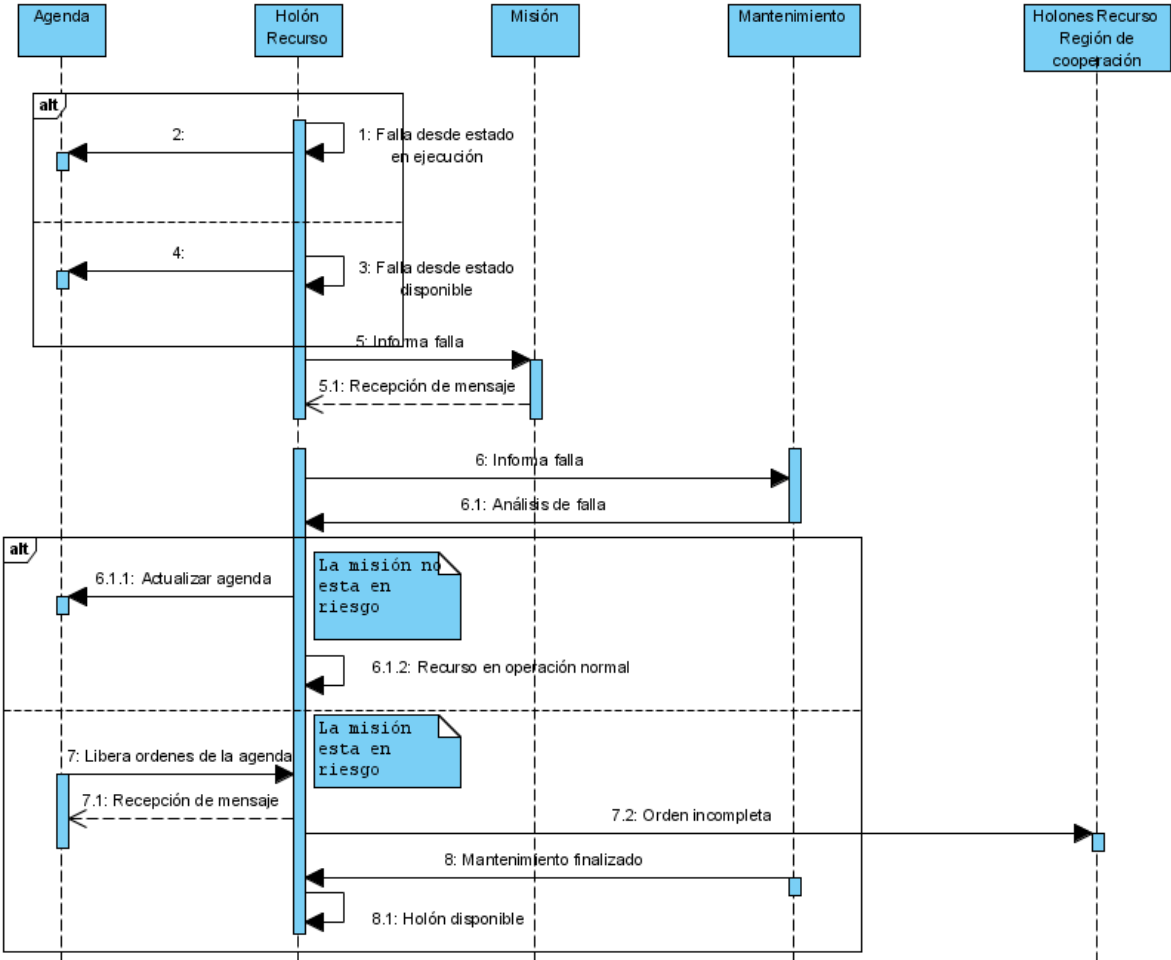 Agenda
Holón
Recurso
Misión
Mantenimiento
Holones Recurso
Región de
cooperación
alt
2:
1: Falla desde estado
en ejecución
4:
3: Falla desde estado
disponible
5: Informa falla
5.1: Recepción de mensaje
6: Informa falla
6.1: Análisis de falla
alt
La misión no
esta en
riesgo
6.1.1: Actualizar agenda
6.1.2: Recurso en operación normal
La misión
esta en
riesgo
7: Libera ordenes de la agenda
7.1: Recepción de mensaje
7.2: Orden incompleta
8: Mantenimiento finalizado
8.1: Holón disponible